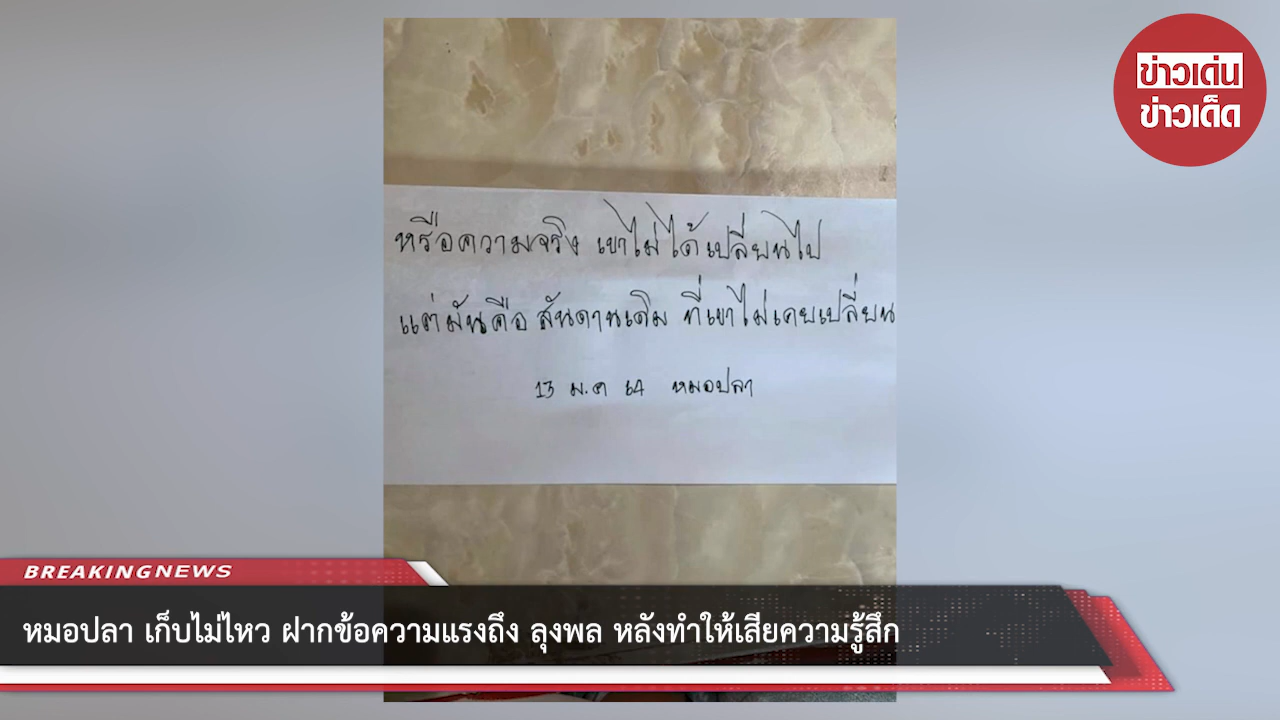 ข่าวเด่น
ข่าวเด็ด
หรือความจริง เขาไม่ได้เปลี่ยนไป
แต่มันคือ สันดานเดิม ที่เขาไม่เคยเปลี่ยน
13 ม.ค 64 หมอปลา
BREAKINGNEWS
หมอปลา เก็บไม่ไหว ฝากข้อความแรงถึง ลุงพล หลังทำให้เสียความรู้สึก